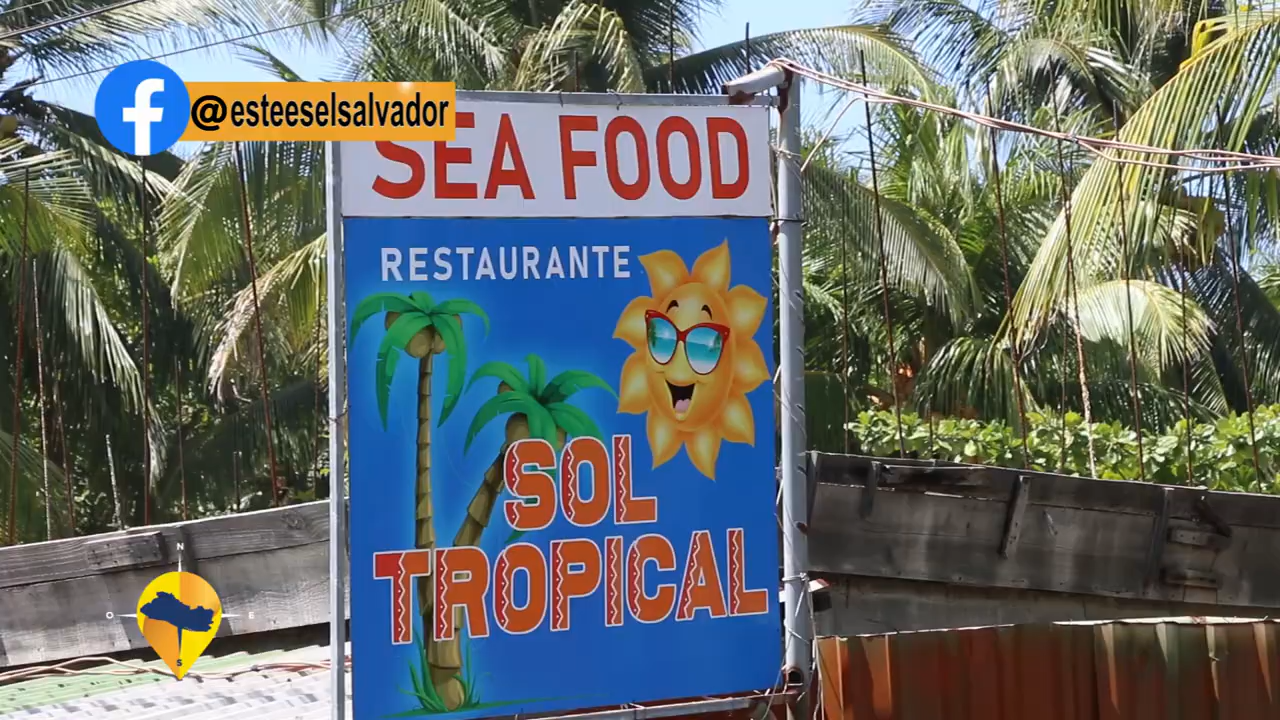 @esteeselsalvador
SEA FOOD
RESTAURANTE
SOL
TROPICAL
N
O E
S